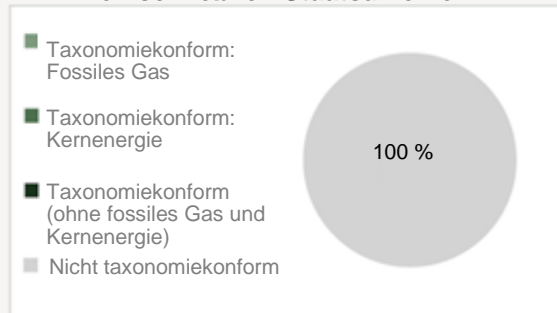 Taxonomiekonform:
Fossiles Gas
Taxonomiekonform:
Kernenergie
Taxonomiekonform
(ohne fossiles Gas und
Kernenergie)
Nicht taxonomiekonform
100 %